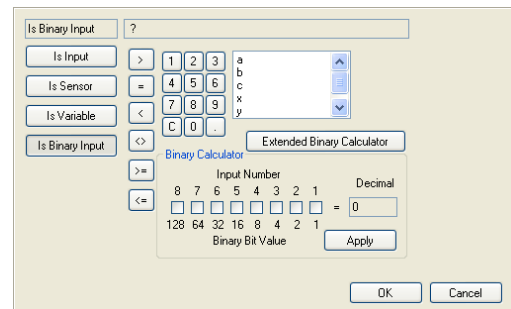 Is Binary Input ?
Is Input > 1 2 3 a
b
Is Sensor = 4 5 6 c
x
Is Variable < 7 8 9 y
Is Binary Input <> C 0 . Extended Binary Calculator
Binary Calculator
>= Input Number Decimal
8 7 6 5 4 3 2 1
<= = 0
128 64 32 16 8 4 2 1
Binary Bit Value Apply
OK Cancel